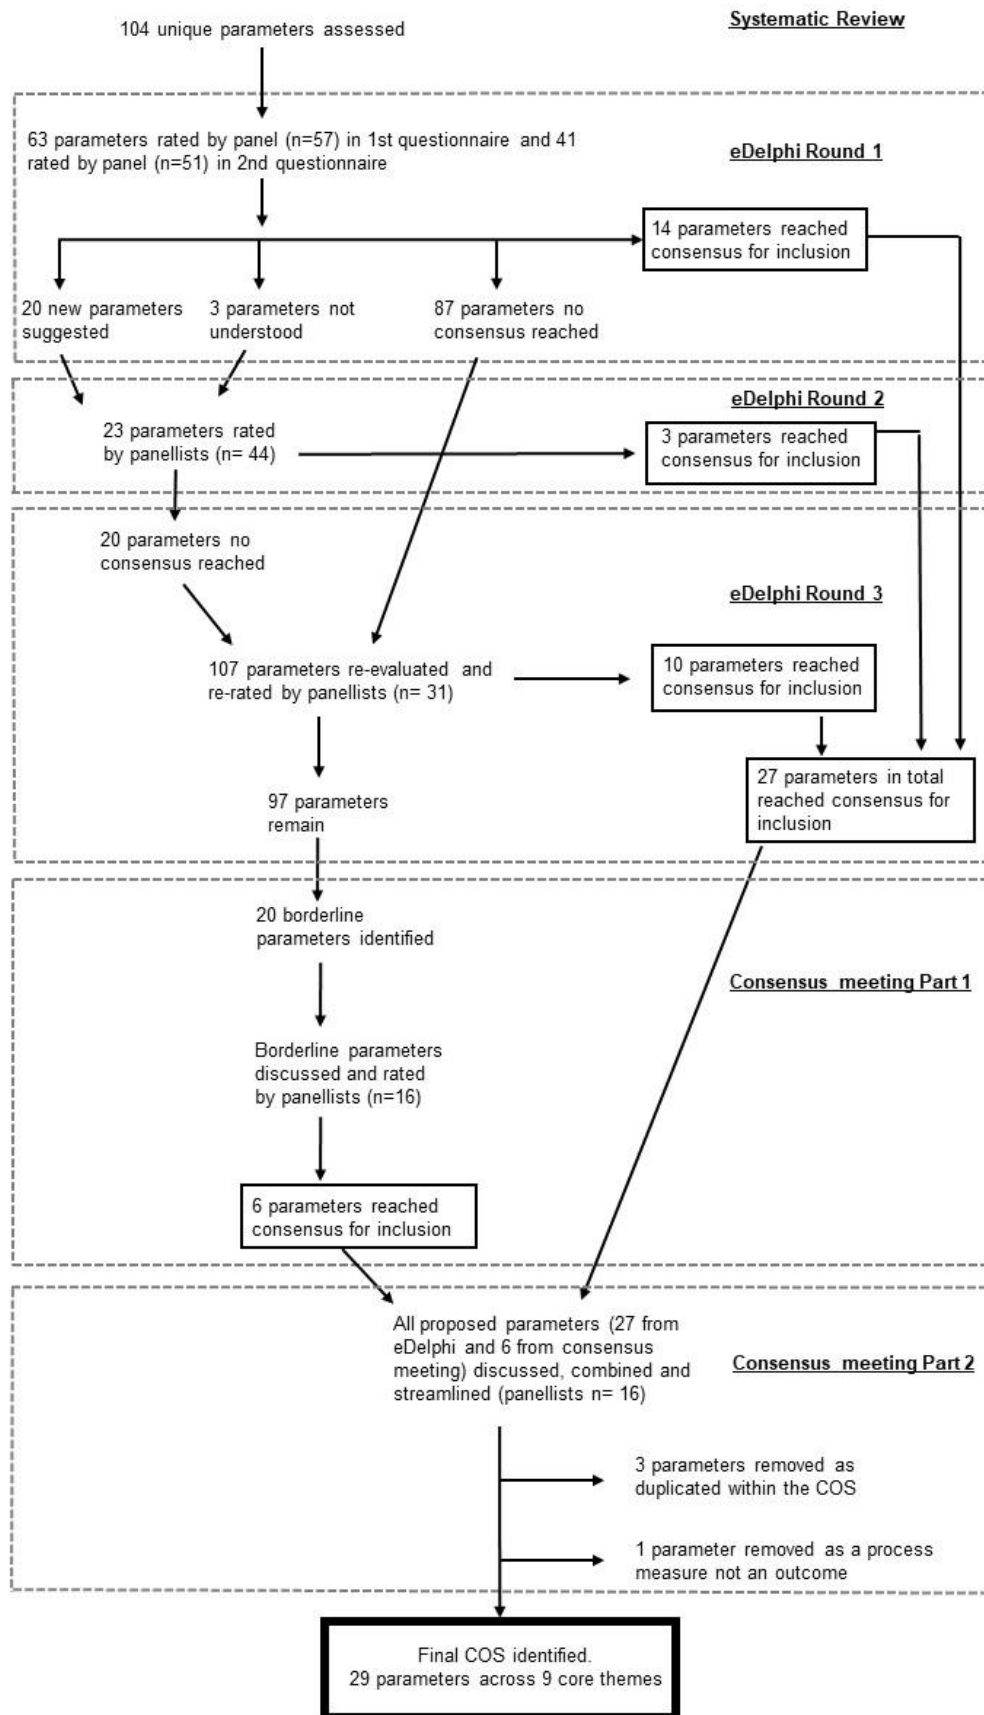 Systematic Review
104 unique parameters assessed
63 parameters rated by panel (n=57) in 1st questionnaire and 41
rated by panel (n=51) in 2nd questionnaire
eDelphi Round 1
14 parameters reached
consensus for inclusion
20 new parameters
suggested
3 parameters not
understood
87 parameters no
consensus reached
eDelphi Round 2
23 parameters rated
by panellists (n= 44)
3 parameters reached
consensus for inclusion
20 parameters no
consensus reached
eDelphi Round 3
107 parameters re-evaluated and
re-rated by panellists (n= 31)
10 parameters reached
consensus for inclusion
97 parameters
remain
27 parameters in total
reached consensus for
inclusion
20 borderline
parameters identified
Consensus meeting Part 1
Borderline parameters
discussed and rated
by panellists (n=16)
6 parameters reached
consensus for inclusion
All proposed parameters (27 from
eDelphi and 6 from consensus
meeting) discussed, combined and
streamlined (panellists n= 16)
Consensus meeting Part 2
3 parameters removed as
duplicated within the COS
1 parameter removed as a process
measure not an outcome
Final COS identified.
29 parameters across 9 core themes